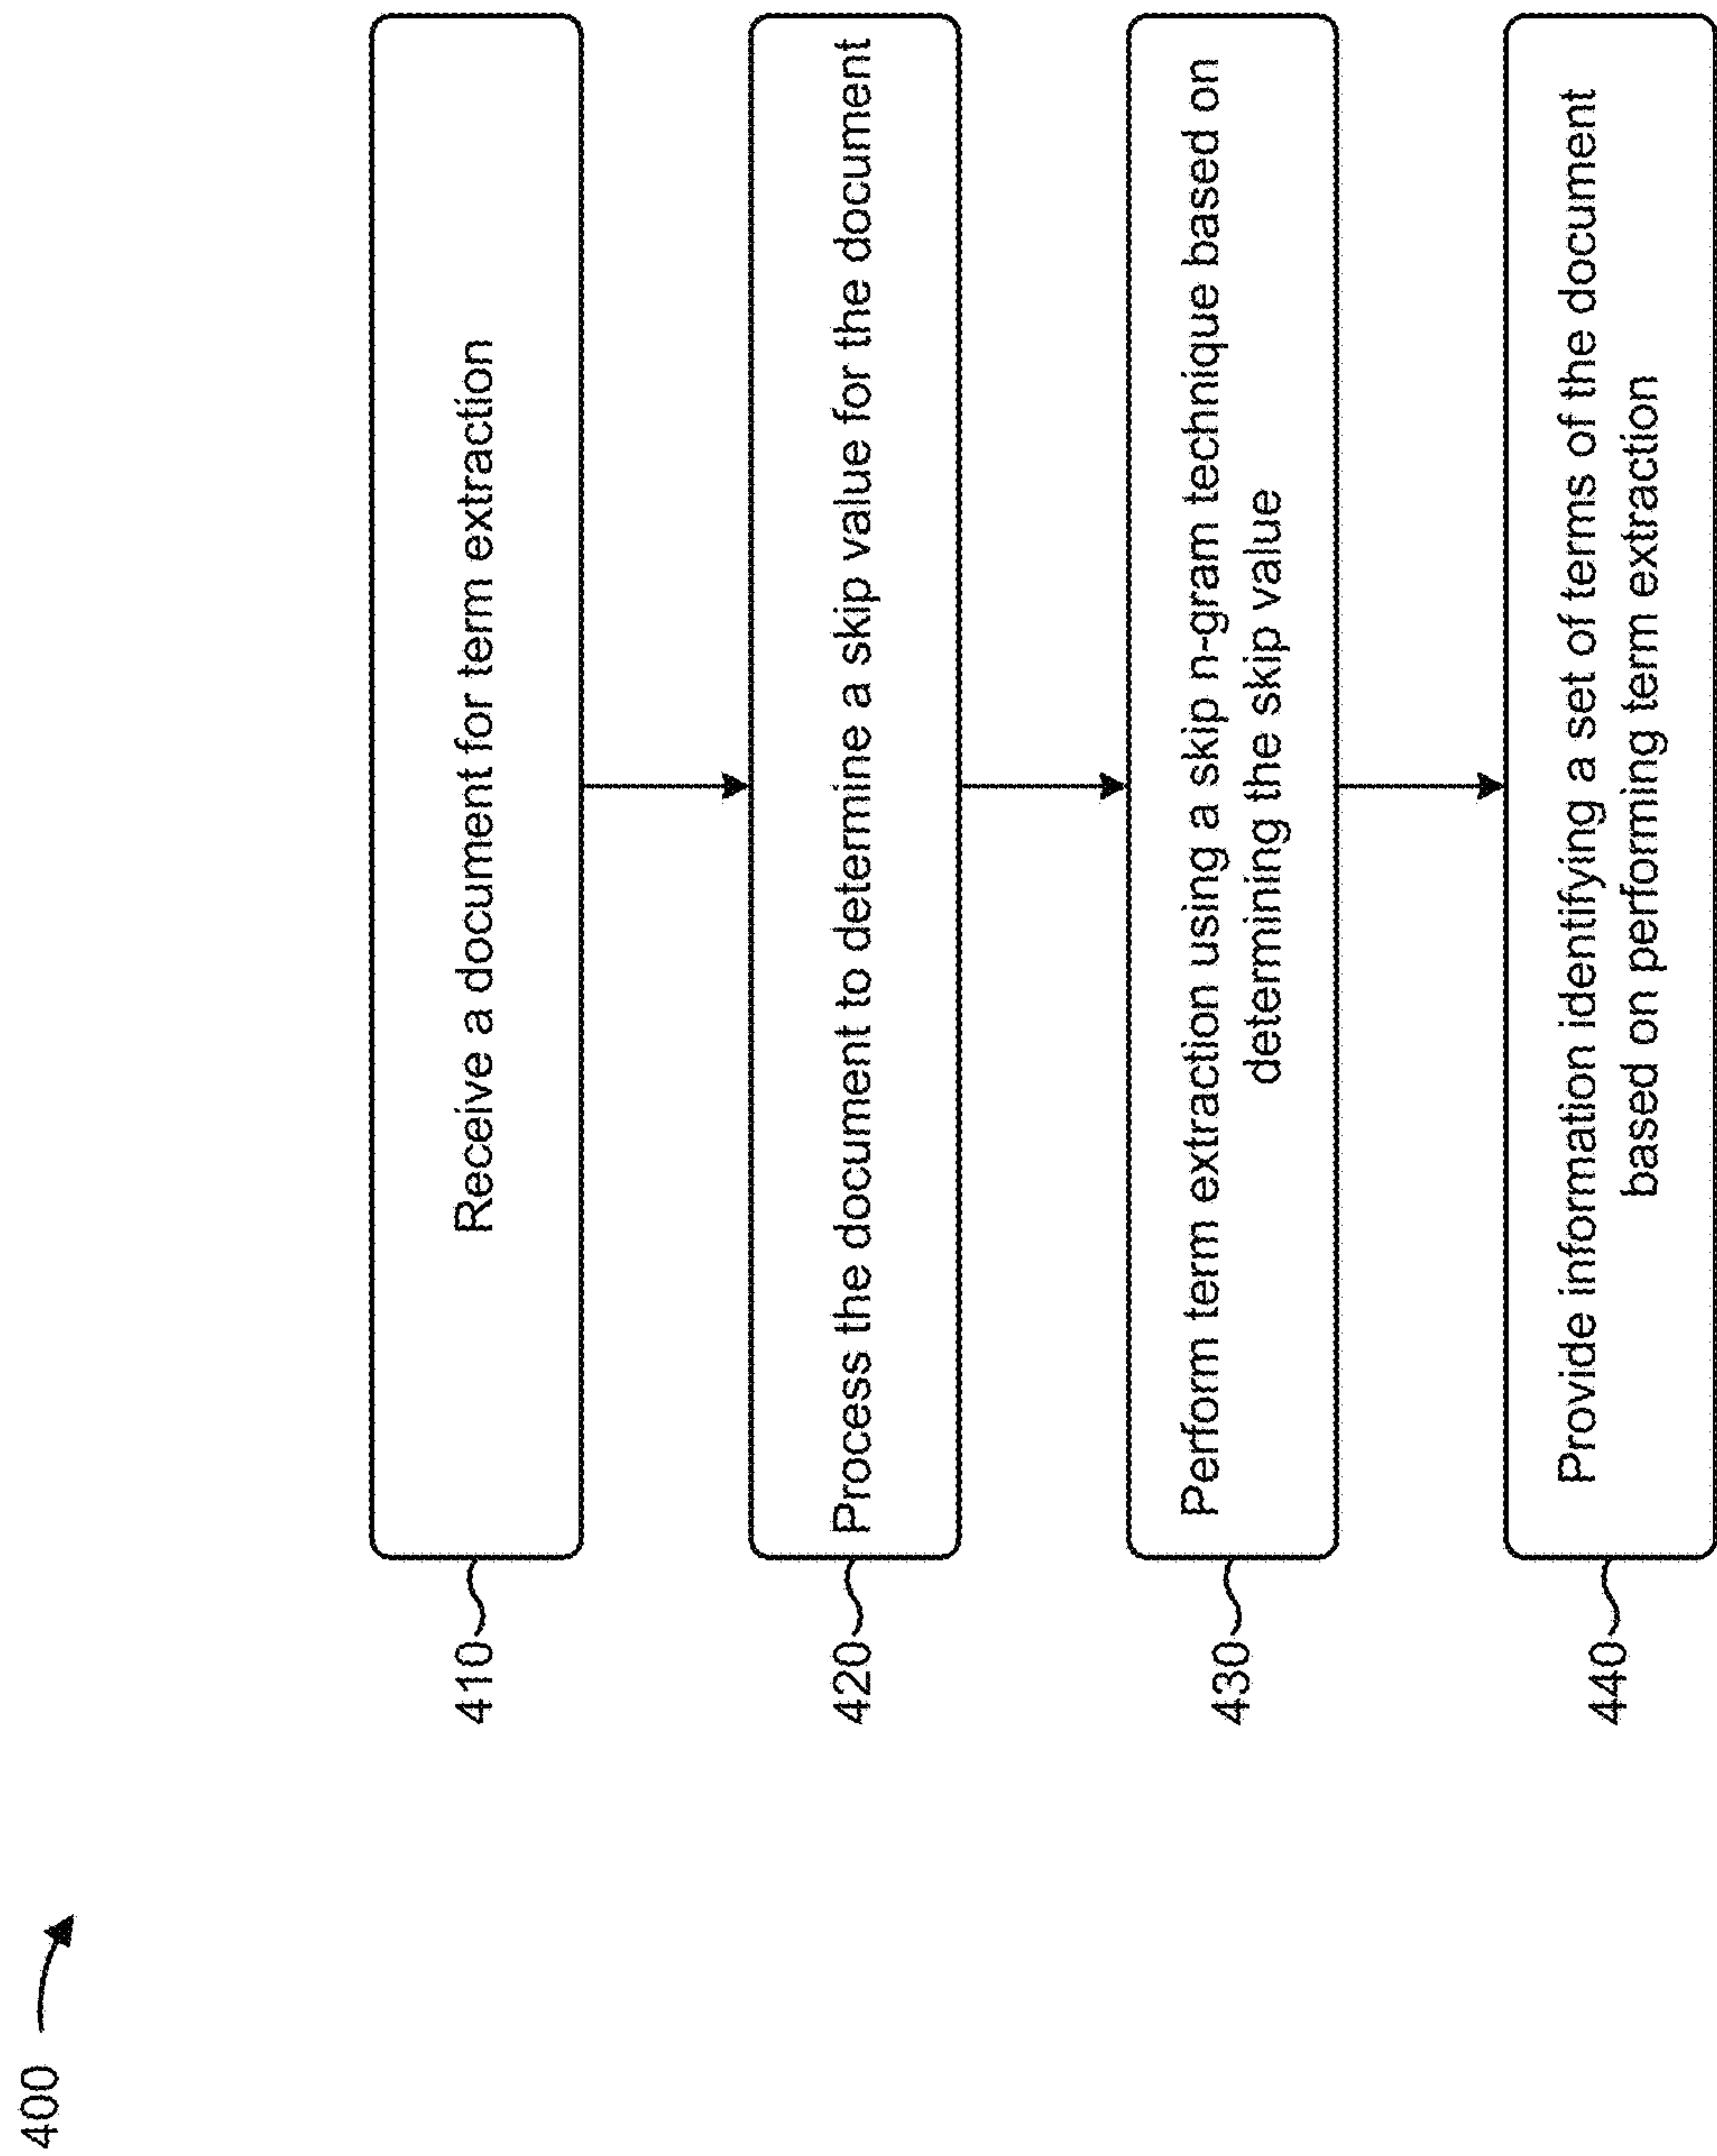 400
410
Receive a document for term extraction
420
Process the document to determine a skip value for the document
430
Perform term extraction using a skip n-gram technique based on
determining the skip value
440
Provide information identifying a set of terms of the document
based on performing term extraction